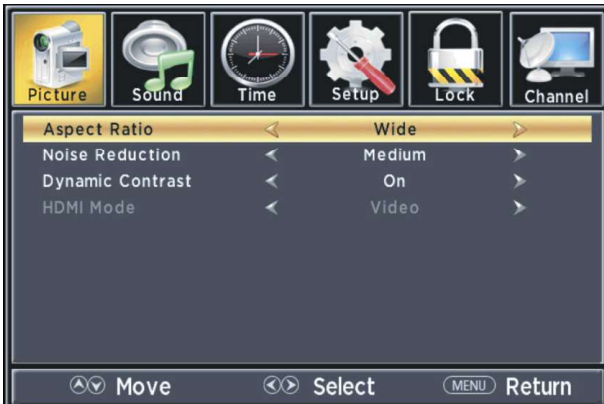 Picture Sound Time Setup Lock Channel
Aspect Ratio Wide
Noise Reduction Medium
Dynamic Contrast On
HDMI Mode Video
Move Select MENU Return